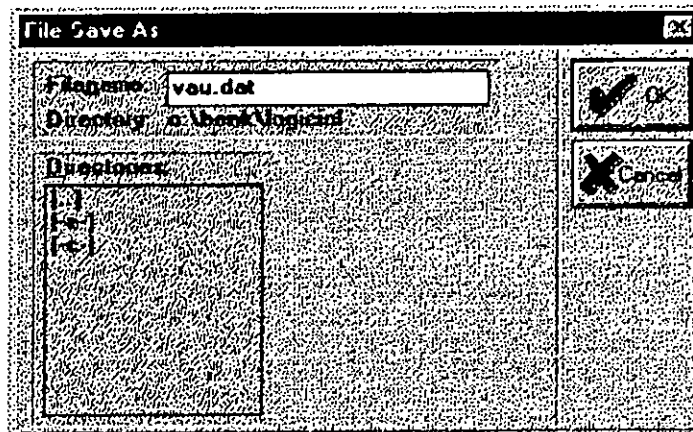 File Save As
Filename: vau.dat
Directory:
Directories:
[..]
OK
Cancel